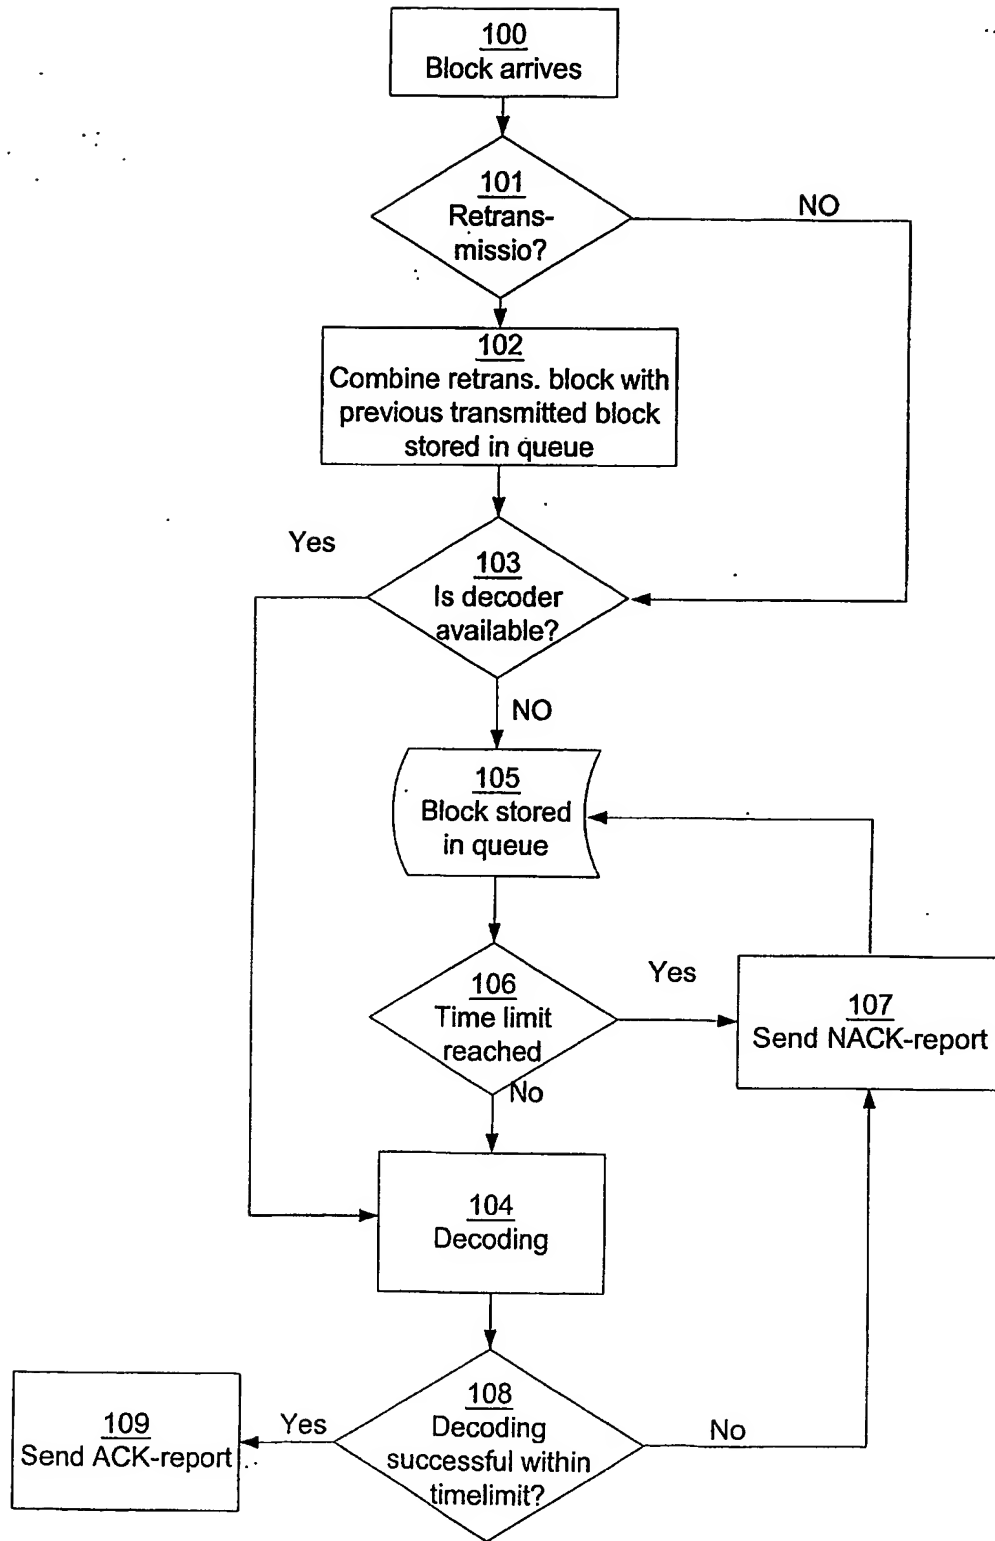 100
Block arrives
101
Retrans-
missio?
NO
102
Combine retrans. block with
previous transmitted block
stored in queue
Yes
103
Is decoder
available?
NO
105
Block stored
in queue
106
Time limit
reached
Yes
No
107
Send NACK-report
104
Decoding
108
Decoding
successful within
timelimit?
Yes
No
109
Send ACK-report